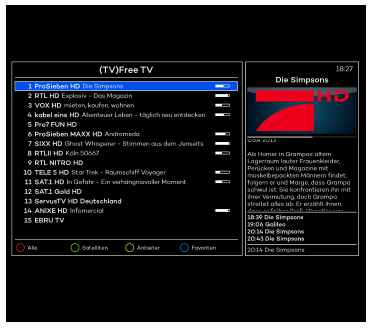 (TV)Free TV
1 ProSieben HD Die Simpsons
2 RTL HD Explosiv - Das Magazin
3 VOX HD mieten, kaufen, wohnen
4 kabel eins HD Abenteuer Leben - täglich neu entdecken
5 Pro7 FUN HD
6 ProSieben MAXX HD Andromeda
7 SIXX HD Ghost Whisperer - Stimmen aus dem Jenseits
8 RTLII HD Köln 50667
9 RTL NITRO HD
10 TELE 5 HD Star Trek - Raumschiff Voyager
11 SAT.1 HD In Gefahr - Ein verhängnisvoller Moment
12 SAT.1 Gold HD
13 ServusTV HD Deutschland
14 ANIXE HD Infomercial
15 EBRU TV
Alle
Satelliten
Anbieter
Favoriten
18:27
Die Simpsons
HD
USA 2013
Als Homer in Grampas altem
Lagerraum lauter Frauenkleider,
Perücken und Magazine mit
muskelbepackten Männern findet,
folgern er und Marge, dass Grampa
schwul ist. Sie konfrontieren ihn mit
ihrer Vermutung, doch Grampa
streitet alles ab. Er erzählt ihnen,
18:39 Die Simpsons
19:06 Galileo
20:14 Die Simpsons
20:43 Die Simpsons
20:14 Die Simpsons